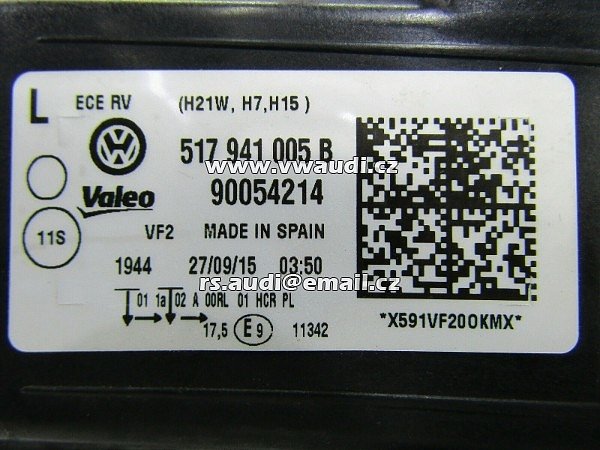 L ECE RV (H21W, H7,H15 )
517 941 005 B
www.vwaudi.cz
Valeo 90054214
11S VF2 MADE IN SPAIN
1944 27/09/15 03:50
rs.audi@email.cz
01 1a 02 A 00RL 01 HCR PL
17,5 E9 11342
*X591VF200KMX*